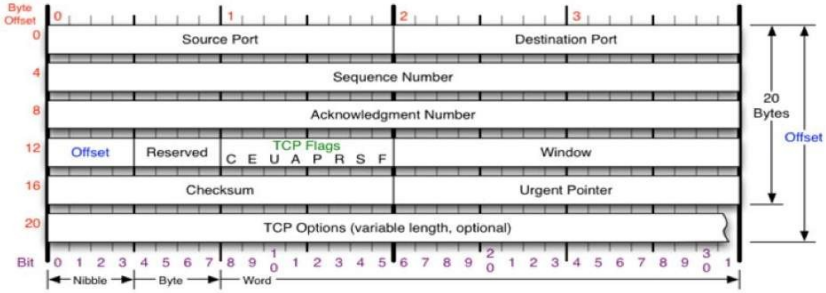 Byte
Offset
0 1 2 3
0 Source Port Destination Port
4 Sequence Number
8 Acknowledgment Number
20
Bytes
12 Offset Reserved TCP Flags Window
C E U A P R S F
Offset
16 Checksum Urgent Pointer
20 TCP Options (variable length, optional)
Bit 0 1 2 3 4 5 6 7 8 9 1 0 1 2 3 4 5 6 7 8 9 2 0 1 2 3 4 5 6 7 8 9 3 0 1
Nibble Byte Word